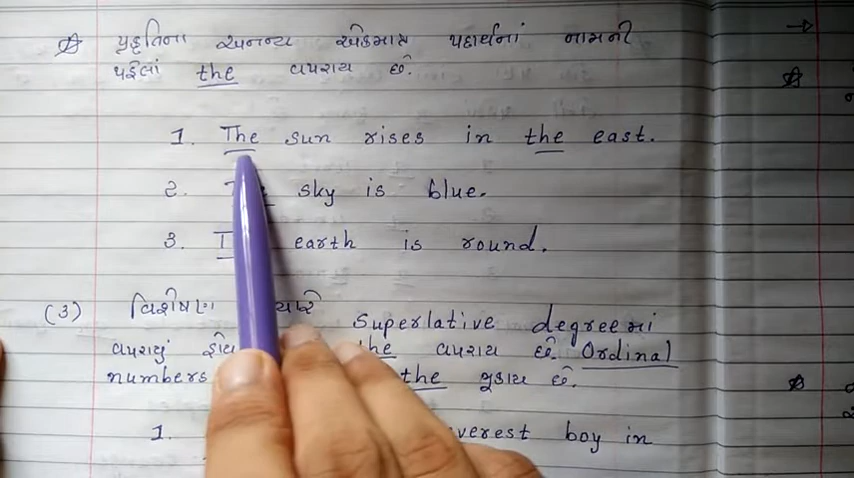 પ્રકૃતિના અનન્ય એકમાત્ર પદાર્થનાં નામની
પહેલાં the વપરાય છે.
1. The sun rises in the east.
2. sky is blue.
3. earth is round.
(3) વિશેષણ superlative degree માં
વપરાયું હોય the વપરાય છે. Ordinal
numbers the મુકાય છે.
1. boy in